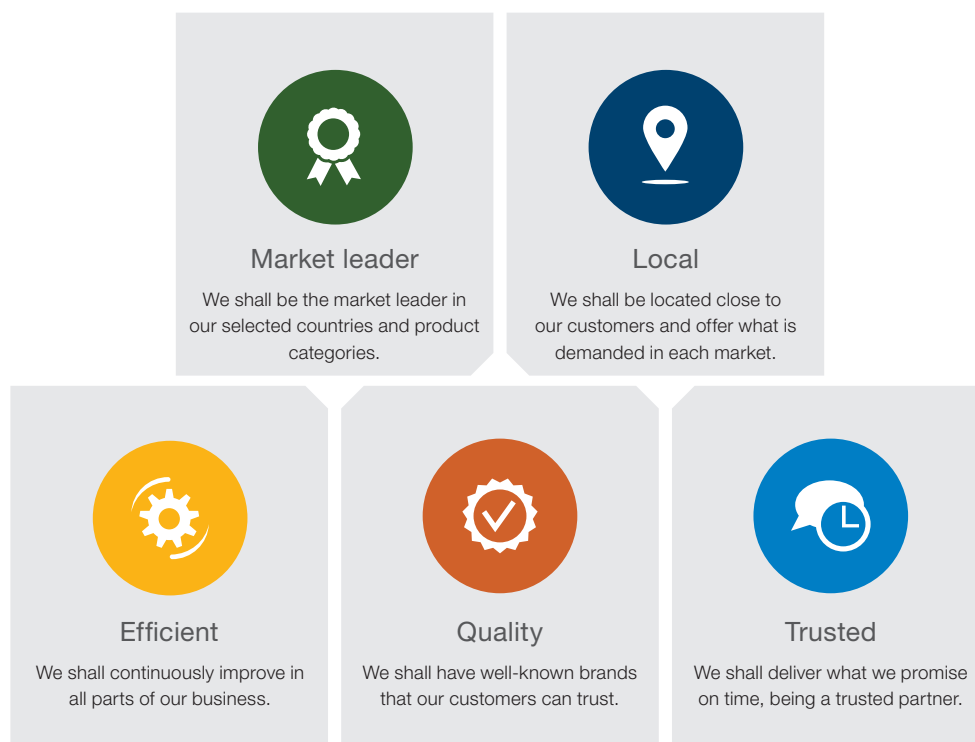 Market leader
We shall be the market leader in
our selected countries and product
categories.
Local
We shall be located close to
our customers and offer what is
demanded in each market.
Efficient
We shall continuously improve in
all parts of our business.
Quality
We shall have well-known brands
that our customers can trust.
Trusted
We shall deliver what we promise
on time, being a trusted partner.